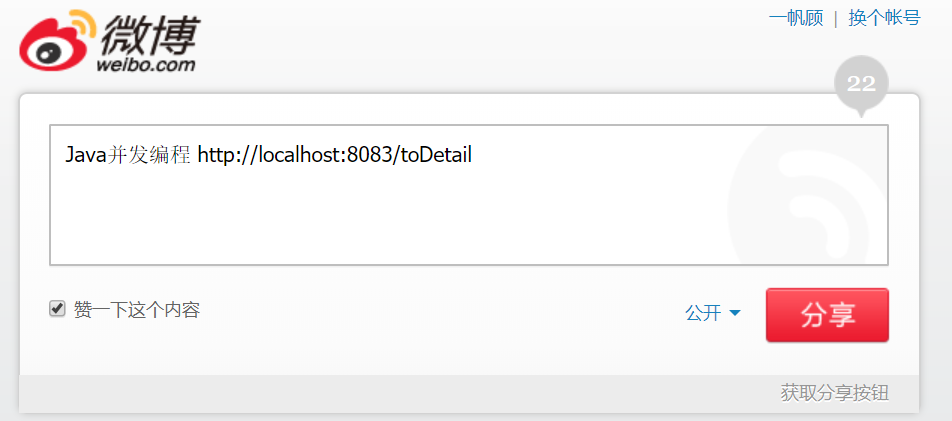 微博
weibo.com
一帆顾 | 换个帐号
22
Java并发编程 http://localhost:8083/toDetail
赞一下这个内容
公开
分享
获取分享按钮